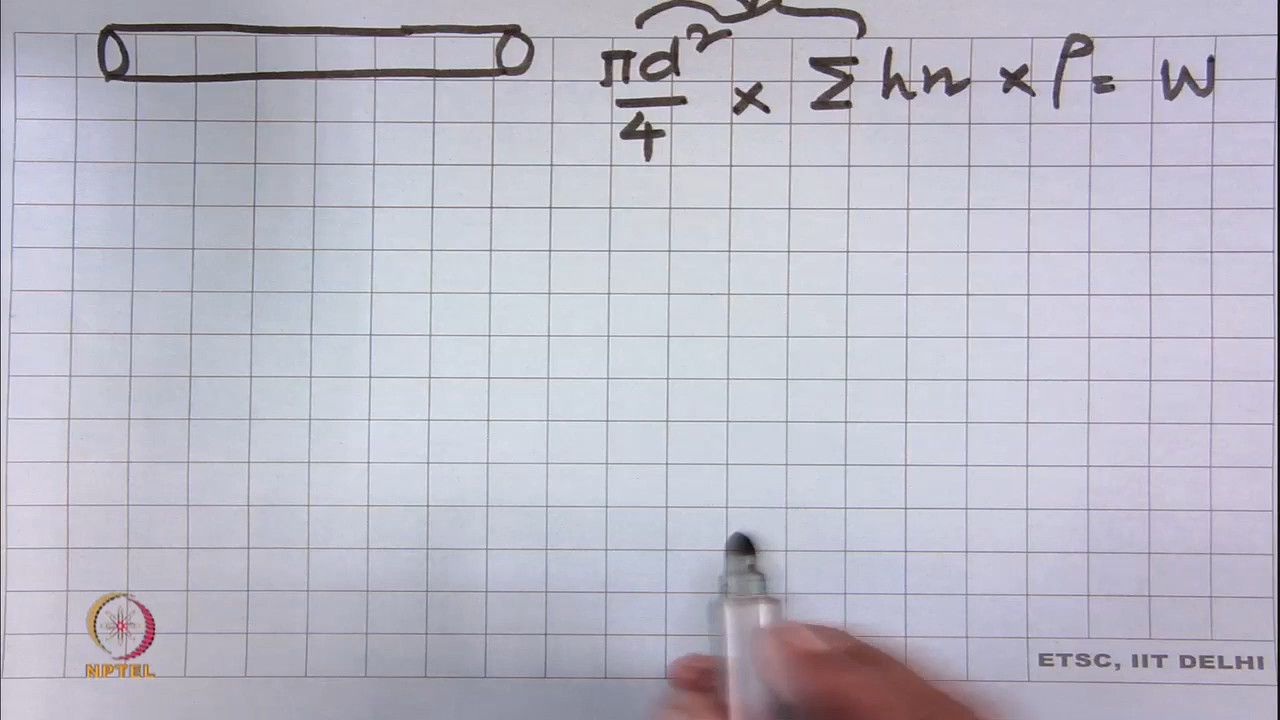 πd²/4 × Σ hn × ρ = W
NPTEL
ETSC, IIT DELHI